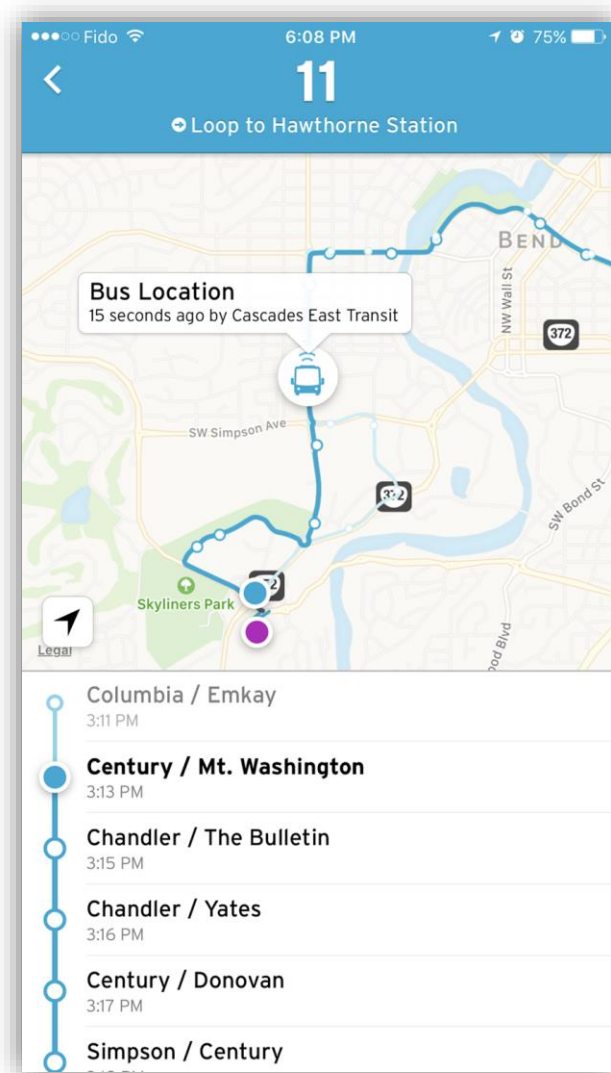 Fido 6:08 PM 75%
11
Loop to Hawthorne Station
BEND
NW Wall St
Bus Location
15 seconds ago by Cascades East Transit
372
SW Simpson Ave
372
SW Bond St
Skyliners Park
Legal
Columbia / Emkay
3:11 PM
Century / Mt. Washington
3:13 PM
Chandler / The Bulletin
3:15 PM
Chandler / Yates
3:16 PM
Century / Donovan
3:17 PM
Simpson / Century